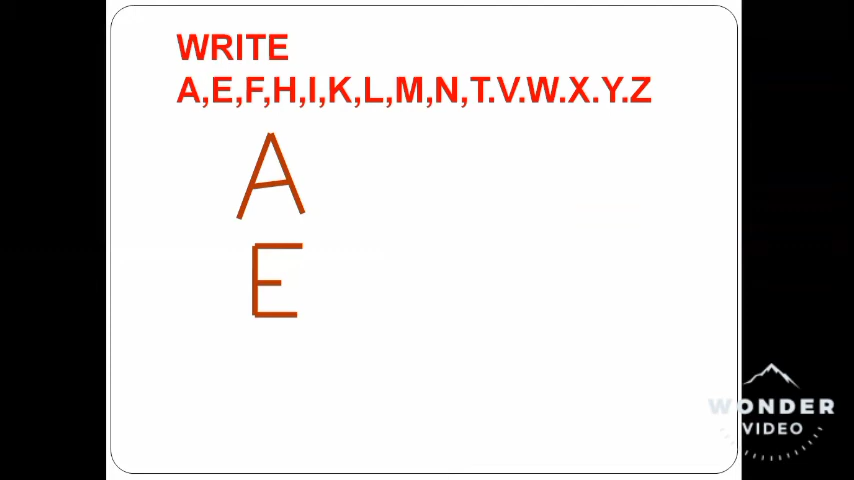 WRITE
A,E,F,H,I,K,L,M,N,T.V.W.X.Y.Z
A
E
WONDER
VIDEO